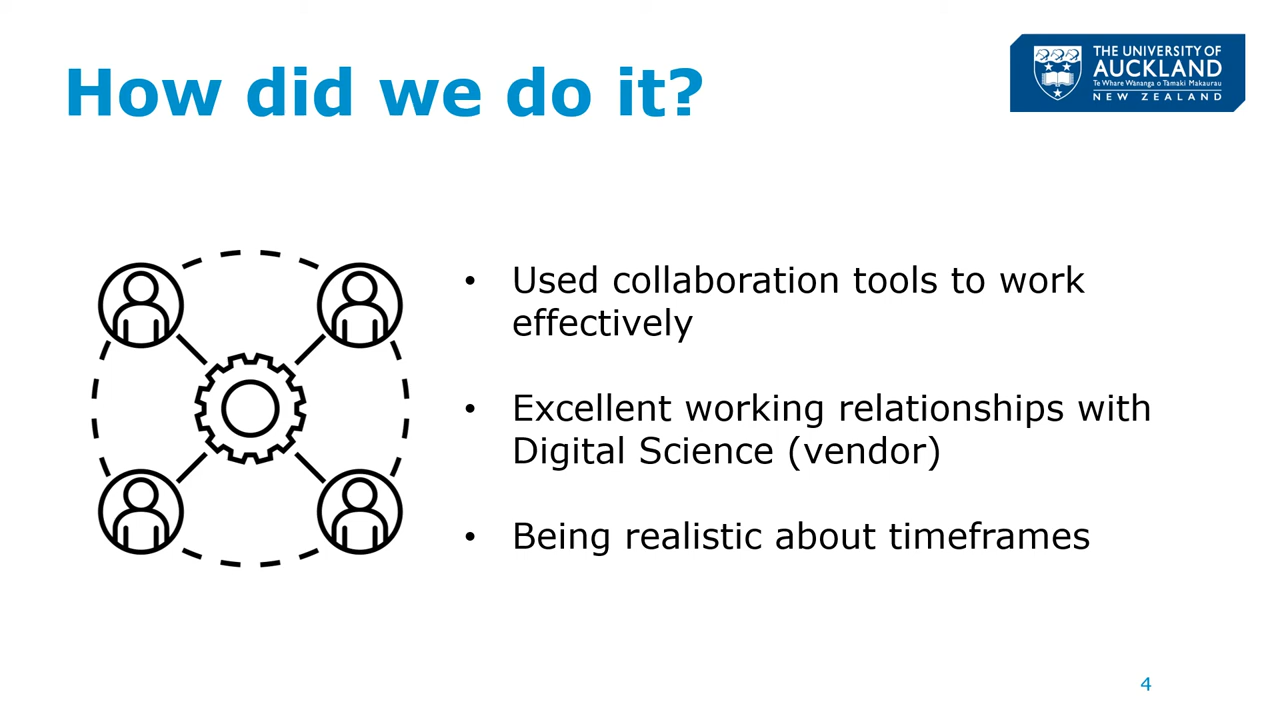 How did we do it?
THE UNIVERSITY OF
AUCKLAND
Te Whare Wānanga o Tāmaki Makaurau
NEW ZEALAND
• Used collaboration tools to work
effectively
• Excellent working relationships with
Digital Science (vendor)
• Being realistic about timeframes
4